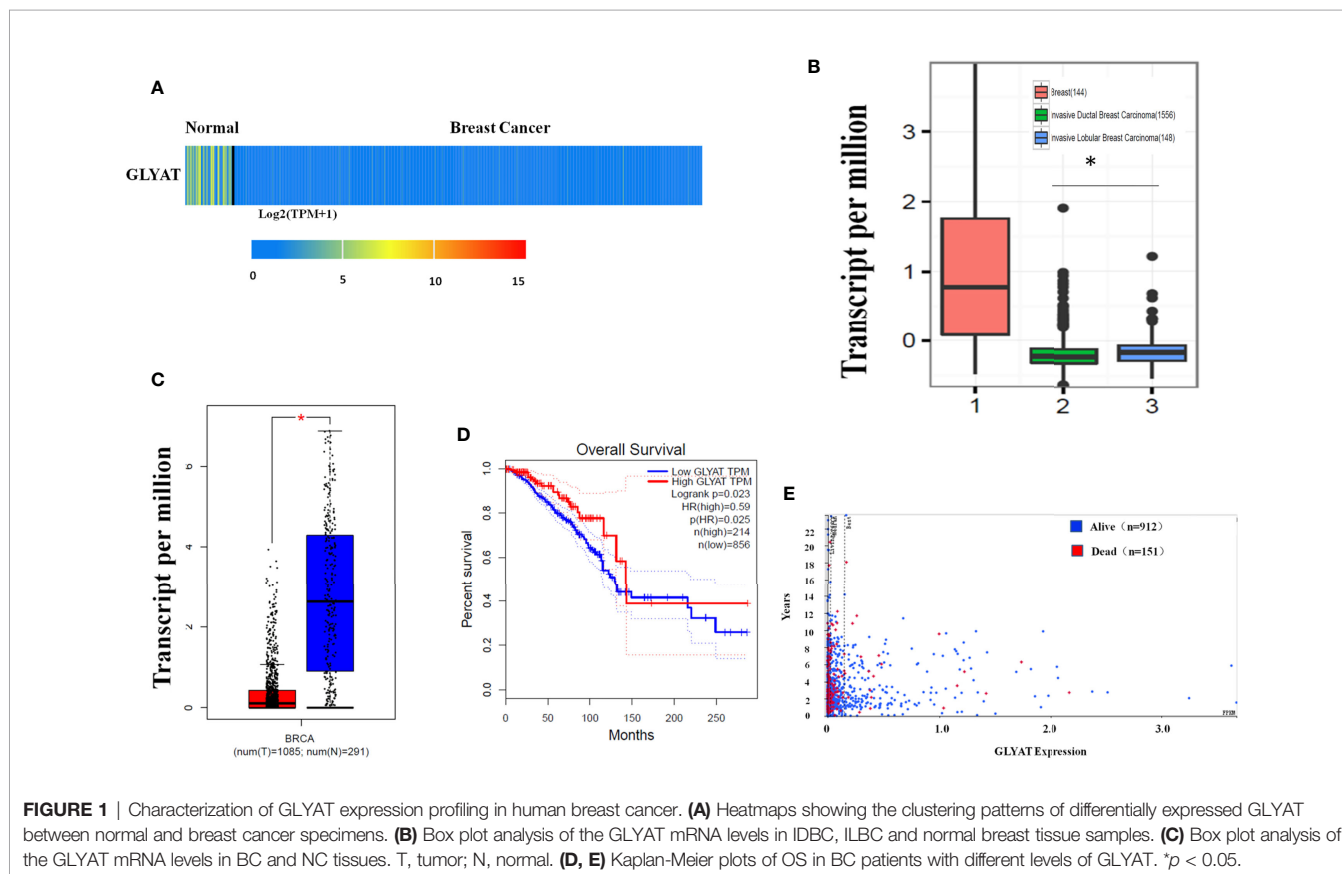 A
Normal
Breast Cancer
GLYAT
Log2(TPM+1)
0
5
10
15
B
Transcript per million
3
2
1
0
Breast(144)
nvasive Ductal Breast Carcinoma(1556)
nvasive Lobular Breast Carcinoma(148)
*
1
2
3
C
Transcript per million
4
2
0
*
BRCA
(num(T)=1085; num(N)=291)
D
Overall Survival
Percent survival
1.0
0.8
0.6
0.4
0.2
0.0
Low GLYAT TPM
High GLYAT TPM
Logrank p=0.023
HR(high)=0.59
p(HR)=0.025
n(high)=214
n(low)=856
0
50
100
150
200
250
Months
E
Years
22
20
18
16
14
12
10
8
6
4
2
0
Alive（n=912）
Dead（n=151）
0
1.0
2.0
3.0
GLYAT Expression
FIGURE 1 | Characterization of GLYAT expression profiling in human breast cancer. (A) Heatmaps showing the clustering patterns of differentially expressed GLYAT
between normal and breast cancer specimens. (B) Box plot analysis of the GLYAT mRNA levels in IDBC, ILBC and normal breast tissue samples. (C) Box plot analysis of
the GLYAT mRNA levels in BC and NC tissues. T, tumor; N, normal. (D, E) Kaplan-Meier plots of OS in BC patients with different levels of GLYAT. *p < 0.05.